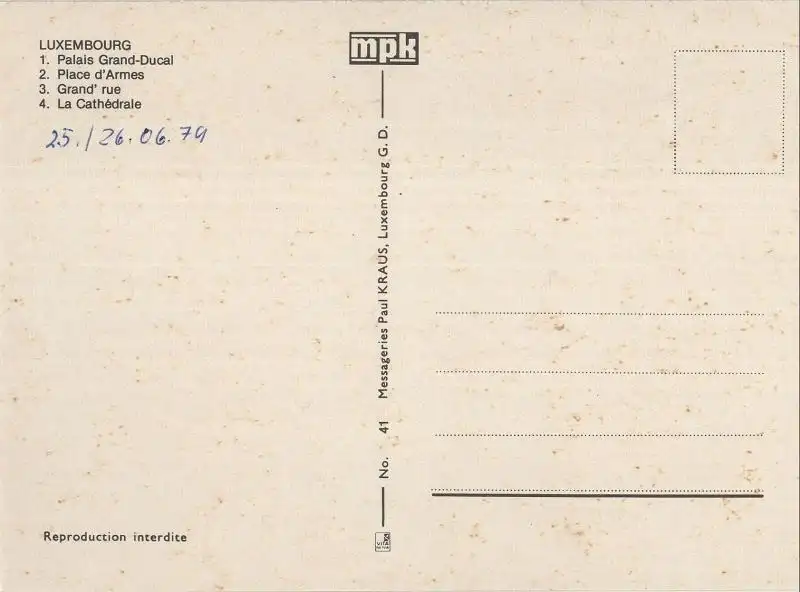 LUXEMBOURG
1. Palais Grand-Ducal
2. Place d'Armes
3. Grand' rue
4. La Cathédrale
25./26.06.79
mpk
No. 41 Messageries Paul KRAUS, Luxembourg G. D.
Reproduction interdite